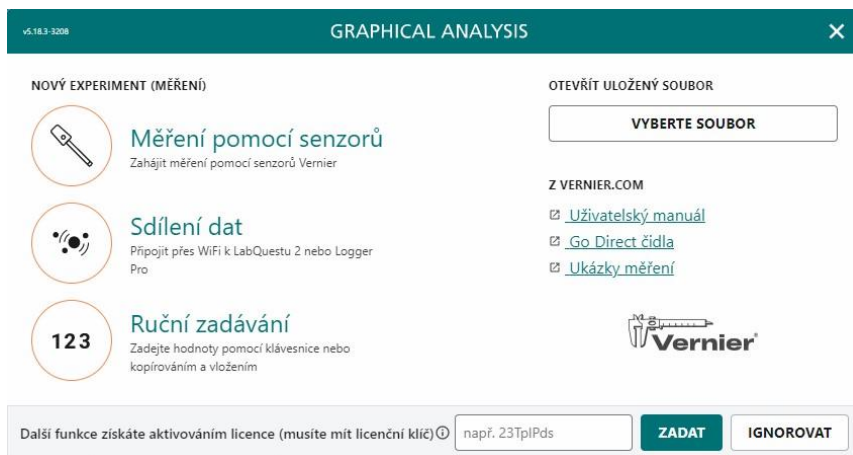 v5.18.3-3208
GRAPHICAL ANALYSIS
NOVÝ EXPERIMENT (MĚŘENÍ)
Měření pomocí senzorů
Zahájit měření pomocí senzorů Vernier
Sdílení dat
Připojit přes WiFi k LabQuestu 2 nebo Logger
Pro
123
Ruční zadávání
Zadejte hodnoty pomocí klávesnice nebo
kopírováním a vložením
OTEVŘÍT ULOŽENÝ SOUBOR
VYBERTE SOUBOR
Z VERNIER.COM
Uživatelský manuál
Go Direct čidla
Ukázky měření
Vernier
Další funkce získáte aktivováním licence (musíte mít licenční klíč) např. 23TpIPds ZADAT IGNOROVAT